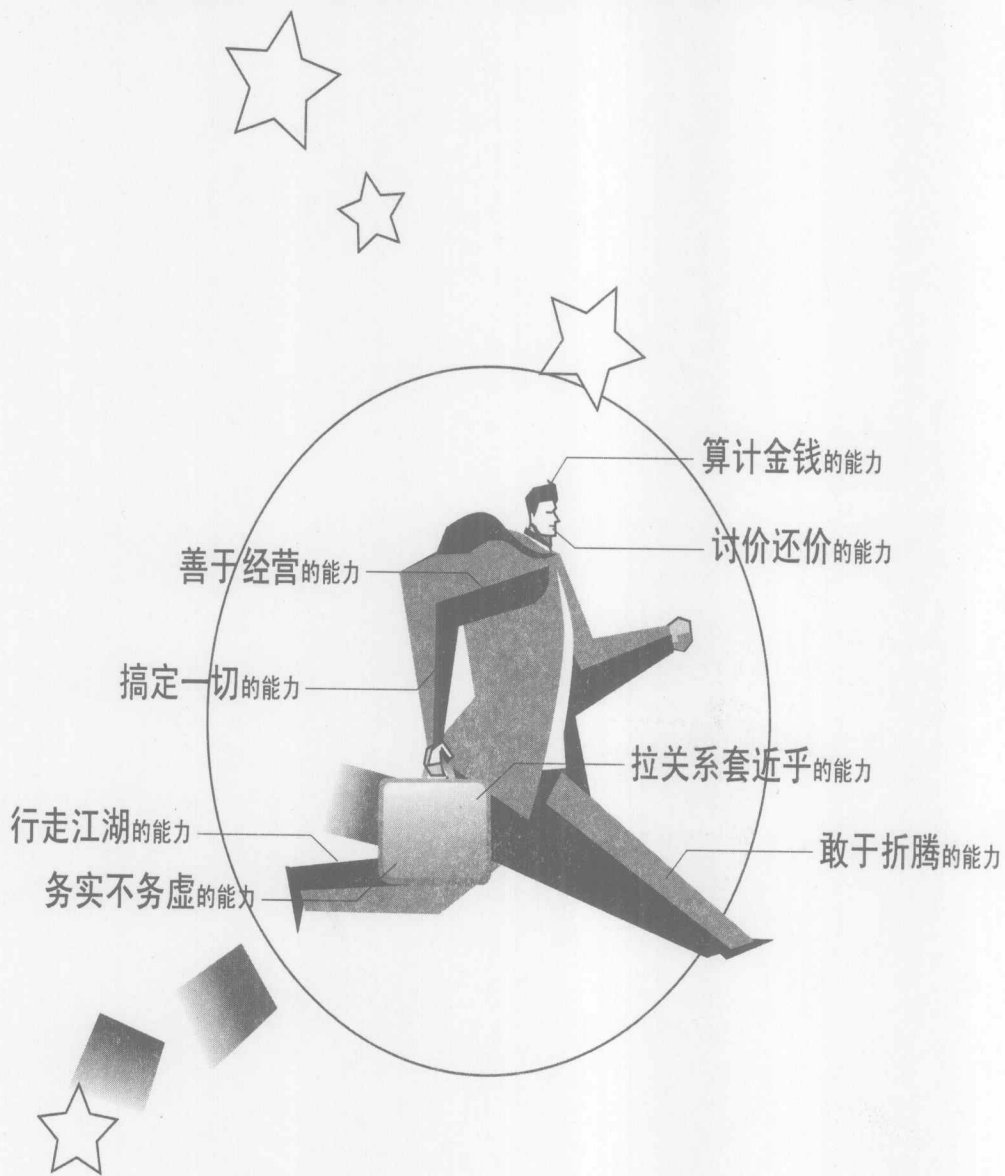 算计金钱的能力
讨价还价的能力
善于经营的能力
搞定一切的能力
拉关系套近乎的能力
行走江湖的能力
敢于折腾的能力
务实不务虚的能力